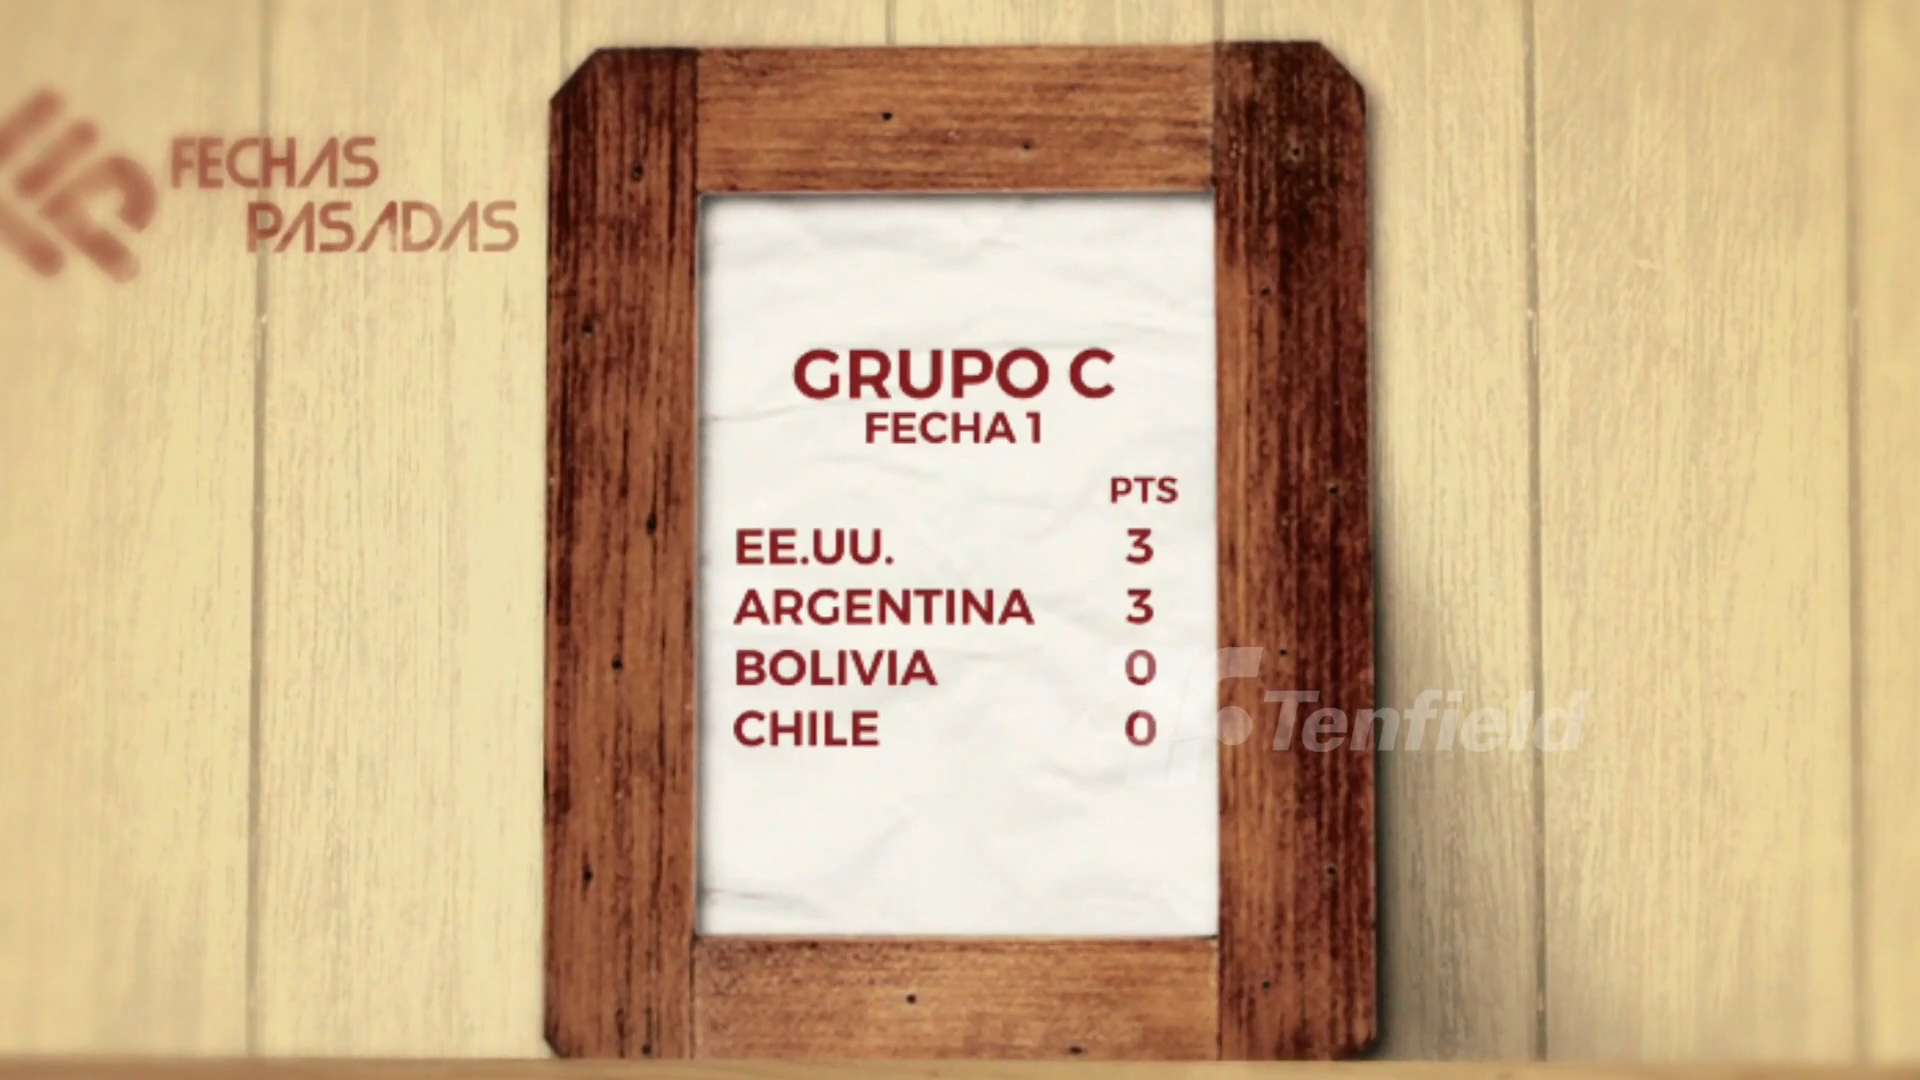 FECHAS
PASADAS
GRUPO C
FECHA 1
PTS
EE.UU. 3
ARGENTINA 3
BOLIVIA 0
CHILE 0
Tenfield